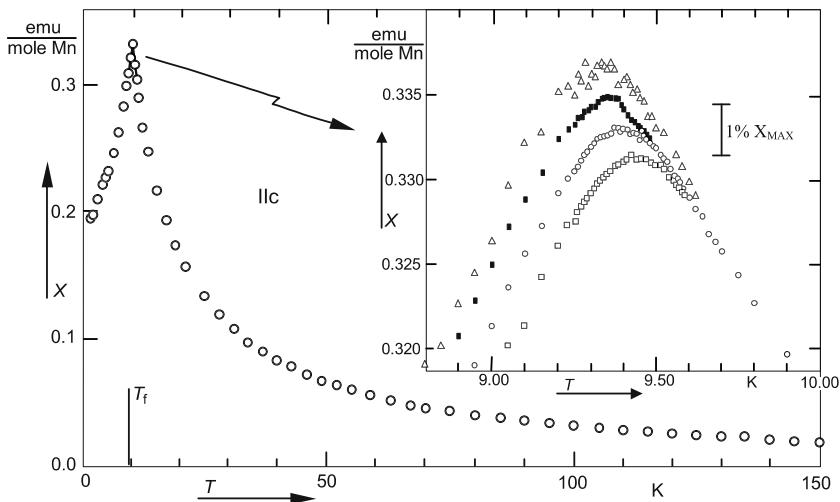 emu
mole Mn
0.3
0.2
0.1
0.0
X
IIc
Tf
0
50
100
150
T
K
emu
mole Mn
0.335
0.330
0.325
0.320
X
1% XMAX
9.00
9.50
10.00
T
K